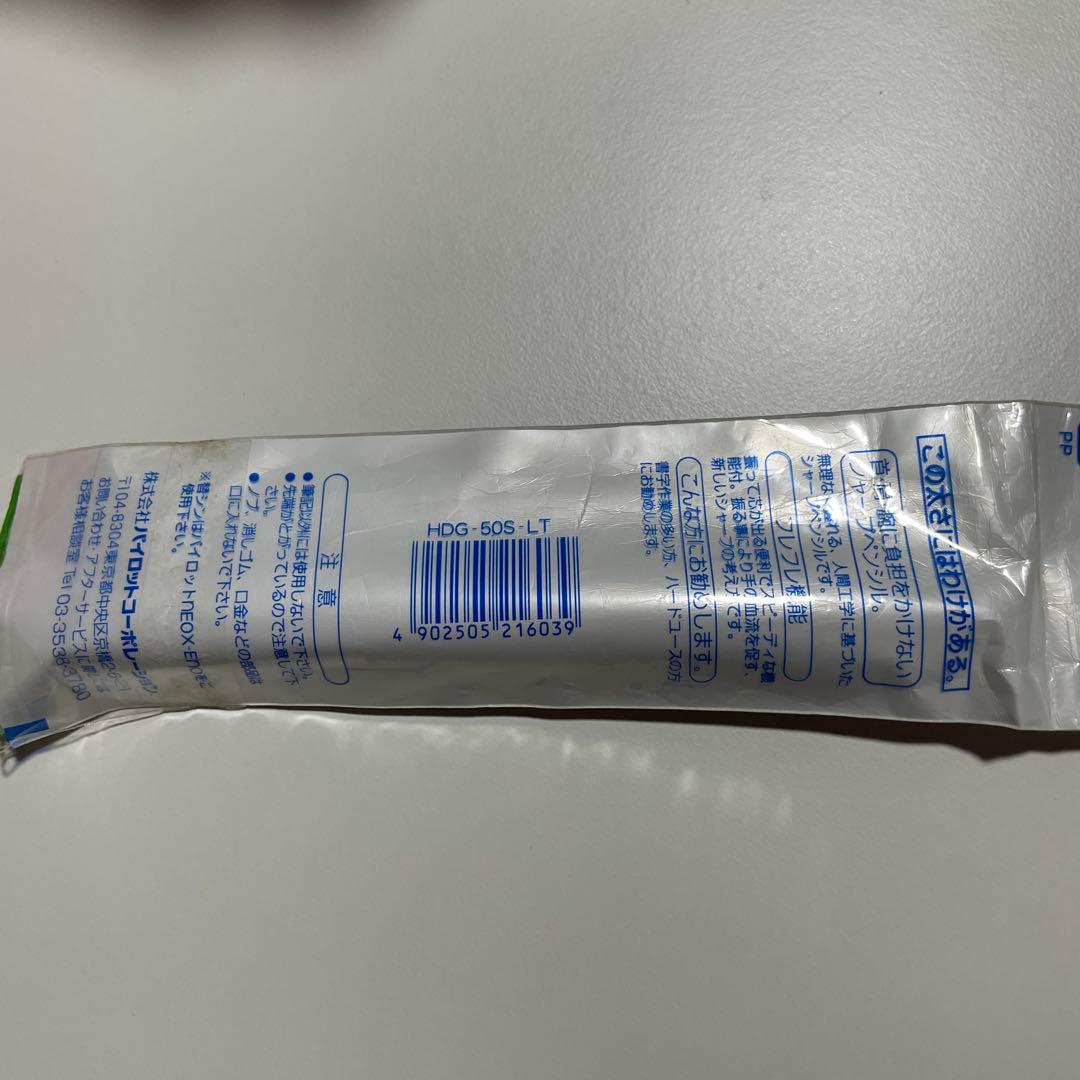 この太さにはわけがある。
首・肩・腕に負担をかけない
シャープペンシル。
無理なく握れる、人間工学に基づいた
シャープペンシルです。
フレフレ機能
振って芯が出る便利でスピーディな機
能付。振る事により手の血流を促す、
新しいシャープの考えです。
こんな方にお勧めします。
書字作業の多い方、ハードユースの方
にお勧めします。
HDG-50S-LT
4 902505 216039
注意
●筆記以外には使用しないで下さい。
●先端がとがっているので注意して下
さい。
●ノブ、消しゴム、口金などの部品は
口に入れないで下さい。
※替シンはパイロットneox-Enoを
使用下さい。
株式会社パイロットコーポレーション
〒104-8304 東京都中央区京橋2-6-21
お問い合わせ・アフターサービスに関しては
お客様相談室 Tel 03-3538-3780
PP